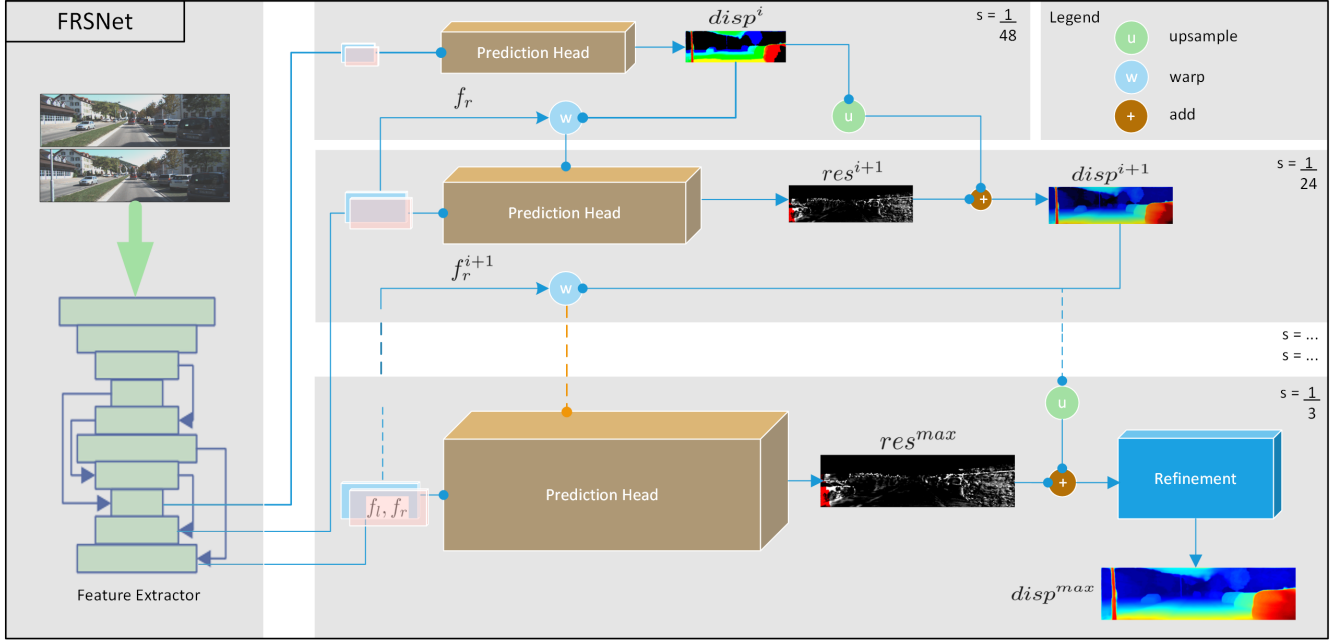 FRSNet
Feature Extractor
Prediction Head
disp^i
s = 1/48
f_r
w
u
Legend
u upsample
w warp
+ add
Prediction Head
res^{i+1}
+
disp^{i+1}
s = 1/24
f_r^{i+1}
w
s = ...
s = ...
s = 1/3
f_l, f_r
Prediction Head
res^{max}
u
+
Refinement
disp^{max}